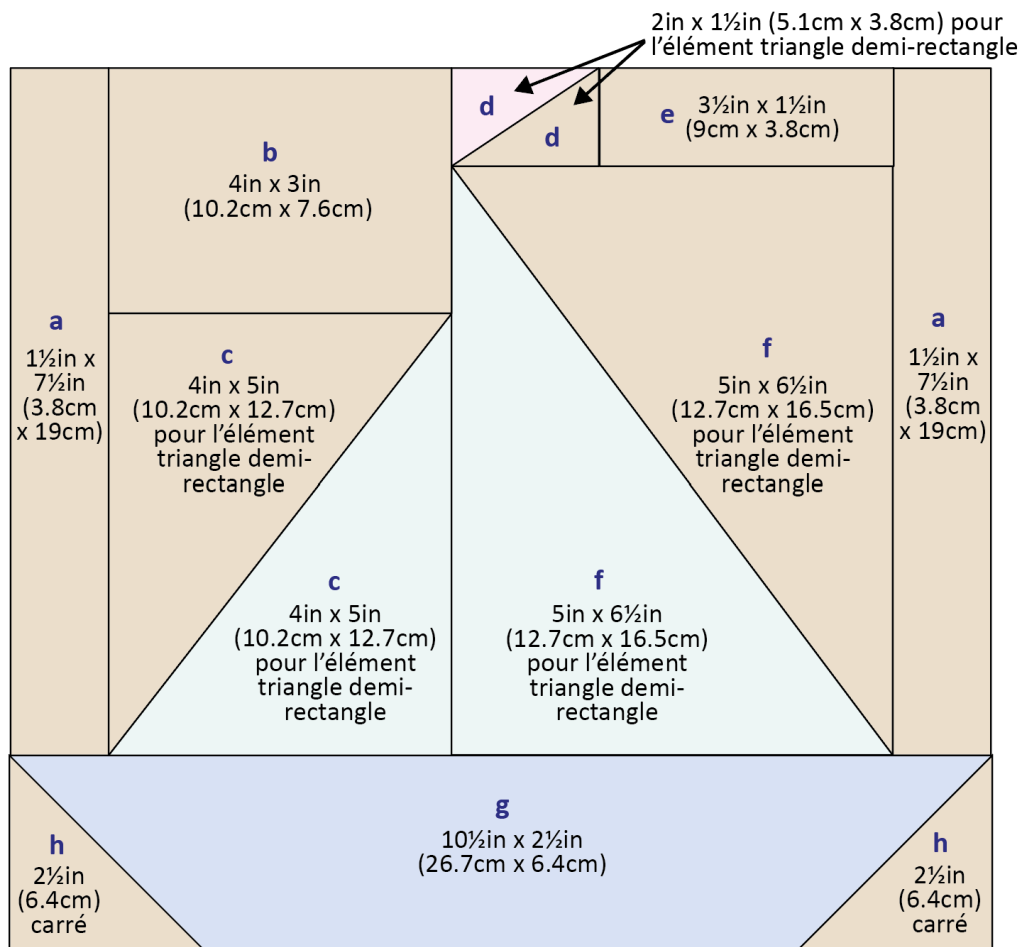 2in x 1½in (5.1cm x 3.8cm) pour
l’élément triangle demi-rectangle
d
d
e
3½in x 1½in
(9cm x 3.8cm)
b
4in x 3in
(10.2cm x 7.6cm)
a
1½in x
7½in
(3.8cm
x 19cm)
c
4in x 5in
(10.2cm x 12.7cm)
pour l’élément
triangle demi-
rectangle
f
5in x 6½in
(12.7cm x 16.5cm)
pour l’élément
triangle demi-
rectangle
a
1½in x
7½in
(3.8cm
x 19cm)
c
4in x 5in
(10.2cm x 12.7cm)
pour l’élément
triangle demi-
rectangle
f
5in x 6½in
(12.7cm x 16.5cm)
pour l’élément
triangle demi-
rectangle
g
10½in x 2½in
(26.7cm x 6.4cm)
h
2½in
(6.4cm)
carré
h
2½in
(6.4cm)
carré